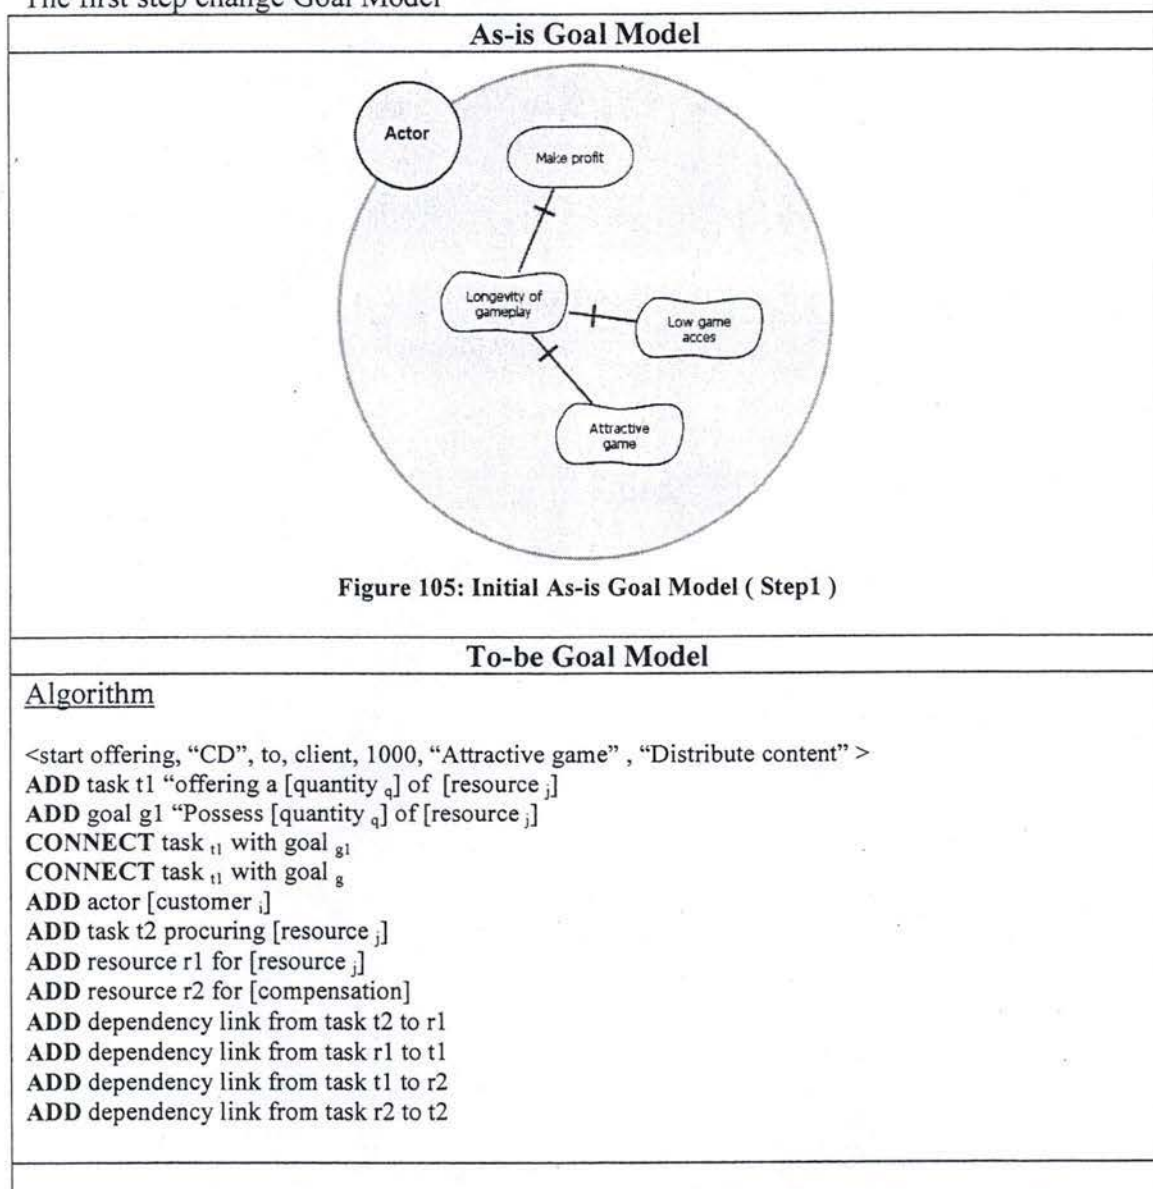 The first step change Goal Model
As-is Goal Model
Actor
Make profit
Longevity of
gameplay
Low game
acces
Attractive
game
Figure 105: Initial As-is Goal Model ( Step1 )
To-be Goal Model
Algorithm
<start offering, “CD”, to, client, 1000, “Attractive game” , “Distribute content” >
ADD task t1 “offering a [quantity q] of [resource j]
ADD goal g1 “Possess [quantity q] of [resource j]
CONNECT task t1 with goal g1
CONNECT task t1 with goal g
ADD actor [customer i]
ADD task t2 procuring [resource j]
ADD resource r1 for [resource j]
ADD resource r2 for [compensation]
ADD dependency link from task t2 to r1
ADD dependency link from task r1 to t1
ADD dependency link from task t1 to r2
ADD dependency link from task r2 to t2